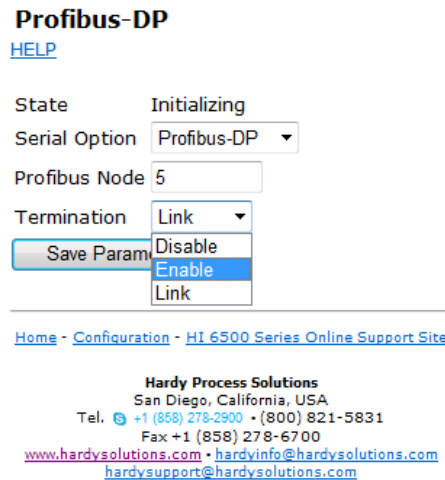 Profibus-DP
HELP
State Initializing
Serial Option Profibus-DP
Profibus Node 5
Termination Link
Save Parame
Disable
Enable
Link
Home - Configuration - HI 6500 Series Online Support Site
Hardy Process Solutions
San Diego, California, USA
Tel. +1 (858) 278-2900 • (800) 821-5831
Fax +1 (858) 278-6700
www.hardysolutions.com • hardyinfo@hardysolutions.com
hardysupport@hardysolutions.com